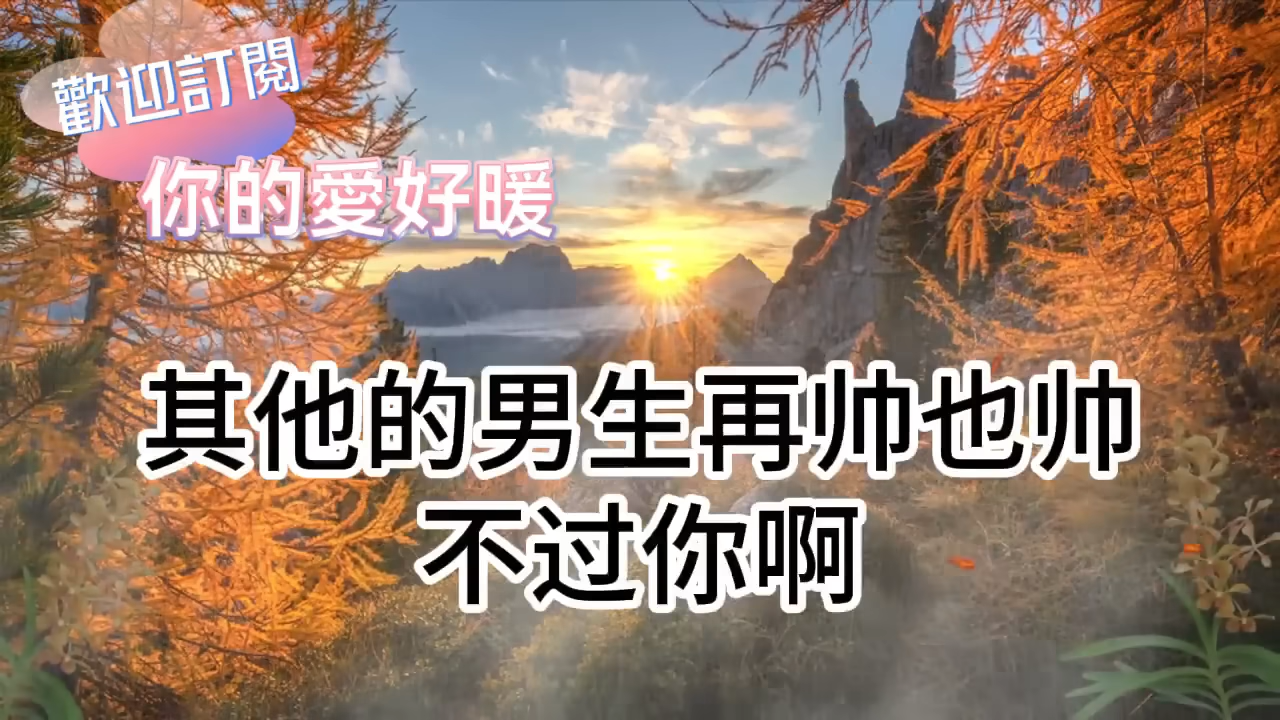 歡迎訂閱
你的愛好暖
其他的男生再帅也帅
不过你啊